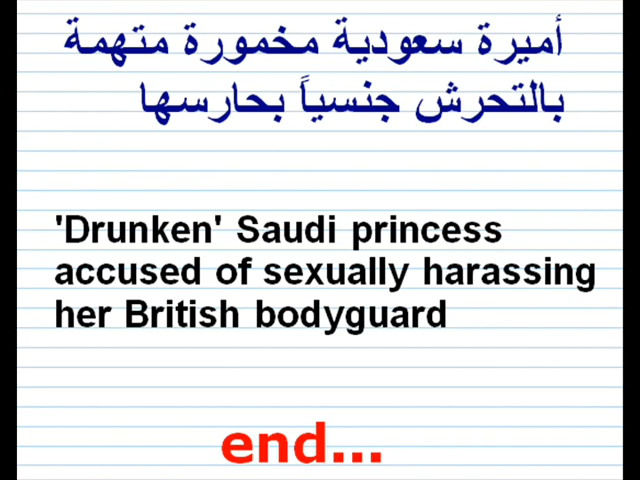 أميرة سعودية مخمورة متهمة
بالتحرش جنسياً بحارسها
'Drunken' Saudi princess
accused of sexually harassing
her British bodyguard
end...